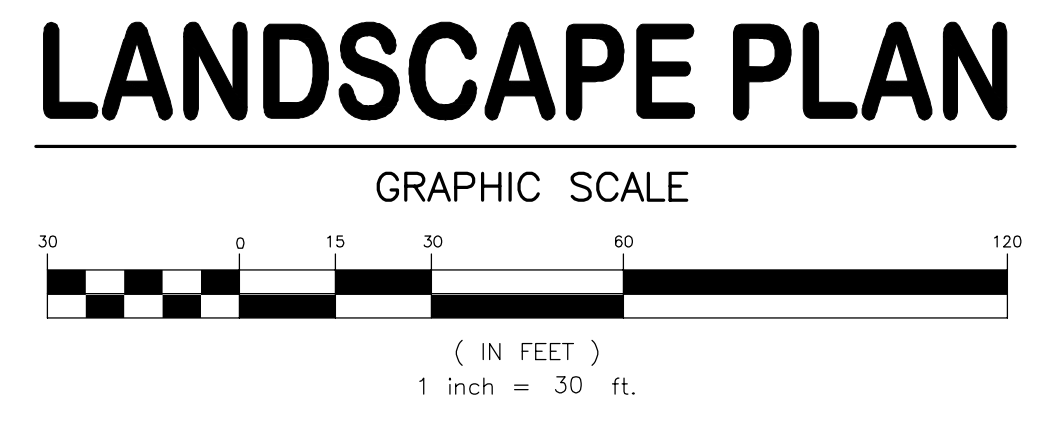 LANDSCAPE PLAN
GRAPHIC SCALE
30 0 15 30 60 120
( IN FEET )
1 inch = 30 ft.